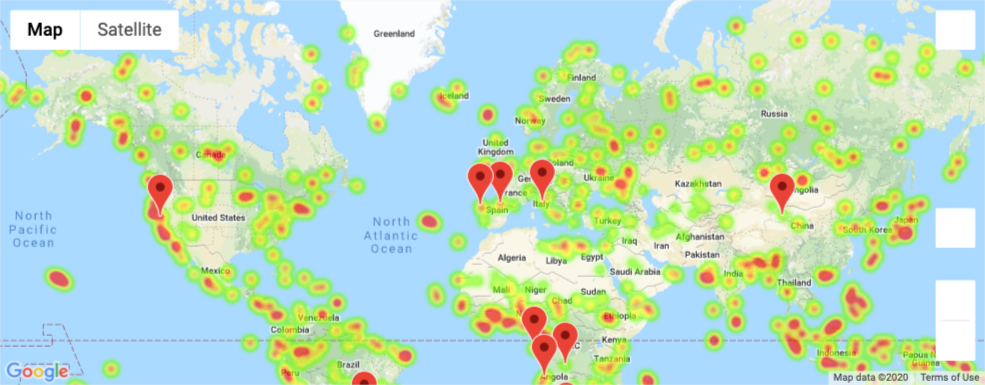 Map
Satellite
Greenland
Finland
Iceland
Sweden
Norway
Russia
United
Kingdom
Canada
Poland
Ukraine
Kazakhstan
Mongolia
France
Spain
Italy
North
Pacific
Ocean
United States
North
Atlantic
Ocean
Turkey
China
Japan
South Korea
Afghanistan
Iraq
Iran
Pakistan
Algeria
Libya
Egypt
Saudi Arabia
India
Mexico
Mali
Niger
Chad
Sudan
Thailand
Venezuela
Colombia
Ethiopia
Kenya
Indonesia
Papua New
Guinea
Tanzania
Brazil
Peru
Angola
Google
Map data ©2020
Terms of Use